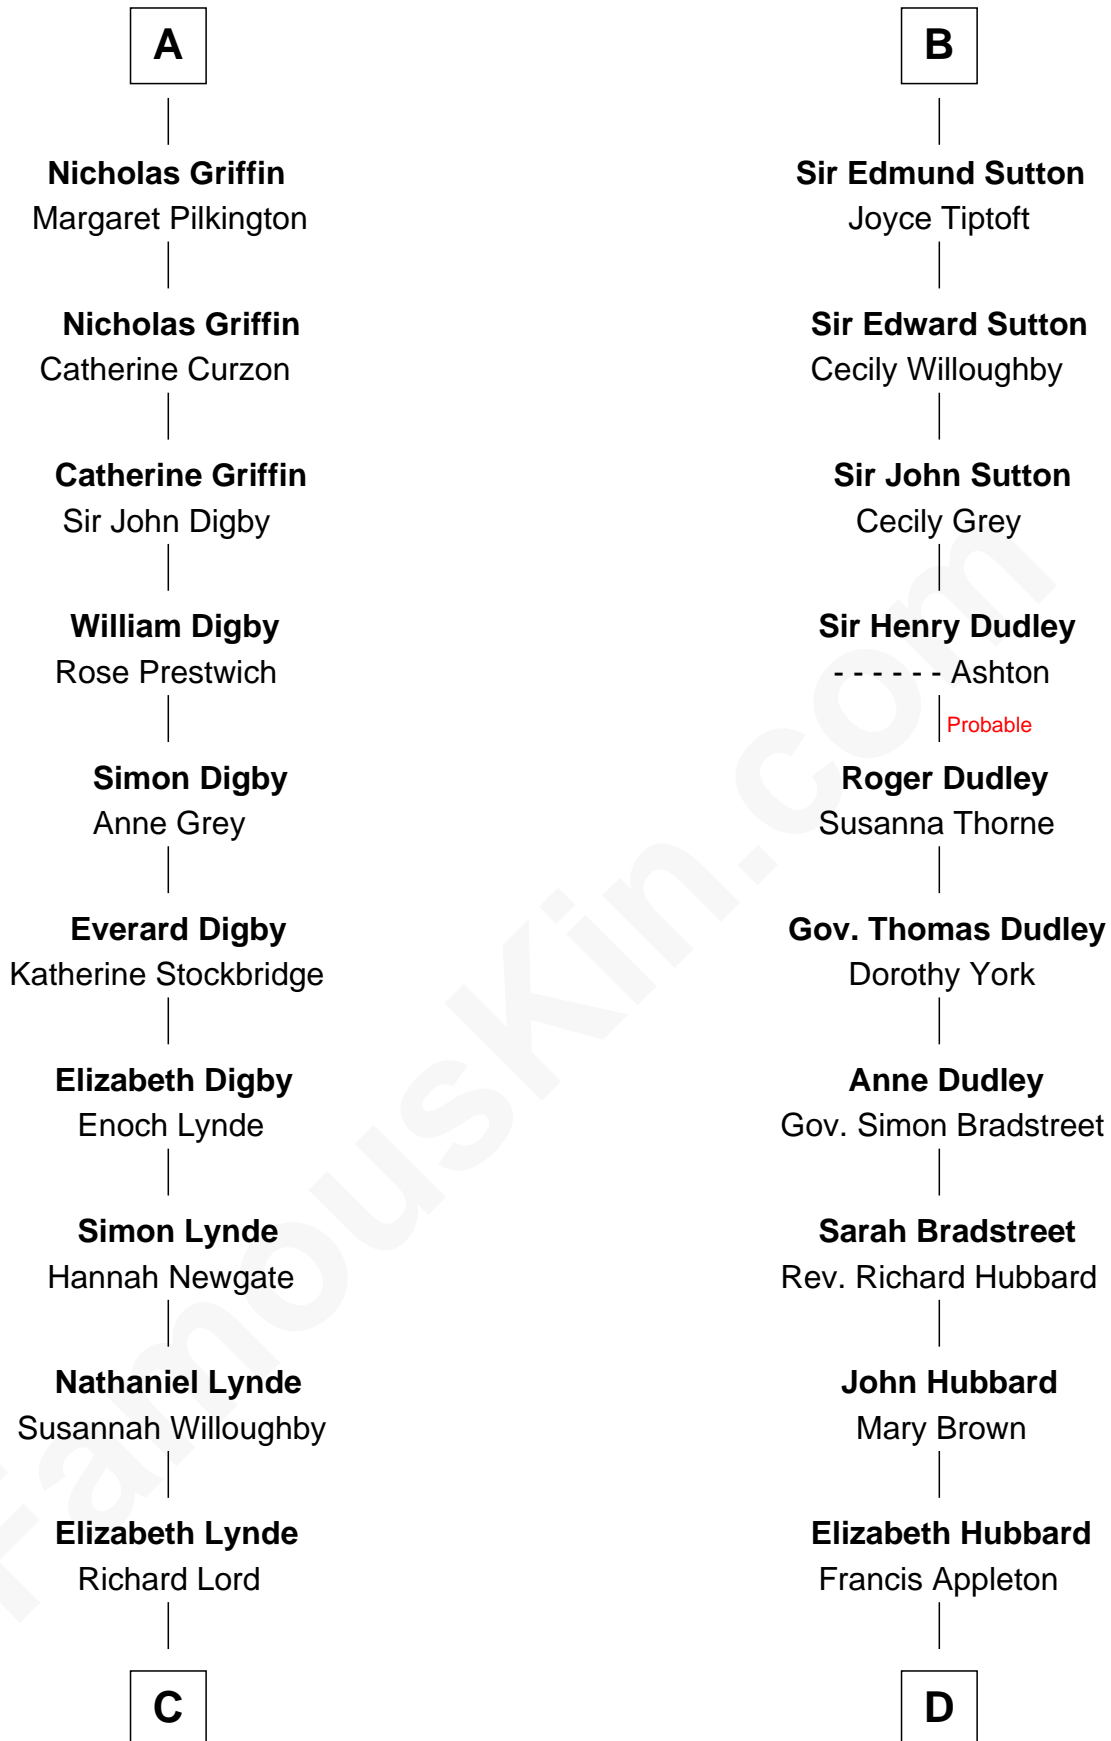 A
Nicholas Griffin
Margaret Pilkington
Nicholas Griffin
Catherine Curzon
Catherine Griffin
Sir John Digby
William Digby
Rose Prestwich
Simon Digby
Anne Grey
Everard Digby
Katherine Stockbridge
Elizabeth Digby
Enoch Lynde
Simon Lynde
Hannah Newgate
Nathaniel Lynde
Susannah Willoughby
Elizabeth Lynde
Richard Lord
C
B
Sir Edmund Sutton
Joyce Tiptoft
Sir Edward Sutton
Cecily Willoughby
Sir John Sutton
Cecily Grey
Sir Henry Dudley
- - - - - - Ashton
Probable
Roger Dudley
Susanna Thorne
Gov. Thomas Dudley
Dorothy York
Anne Dudley
Gov. Simon Bradstreet
Sarah Bradstreet
Rev. Richard Hubbard
John Hubbard
Mary Brown
Elizabeth Hubbard
Francis Appleton
D
FamousKin.com